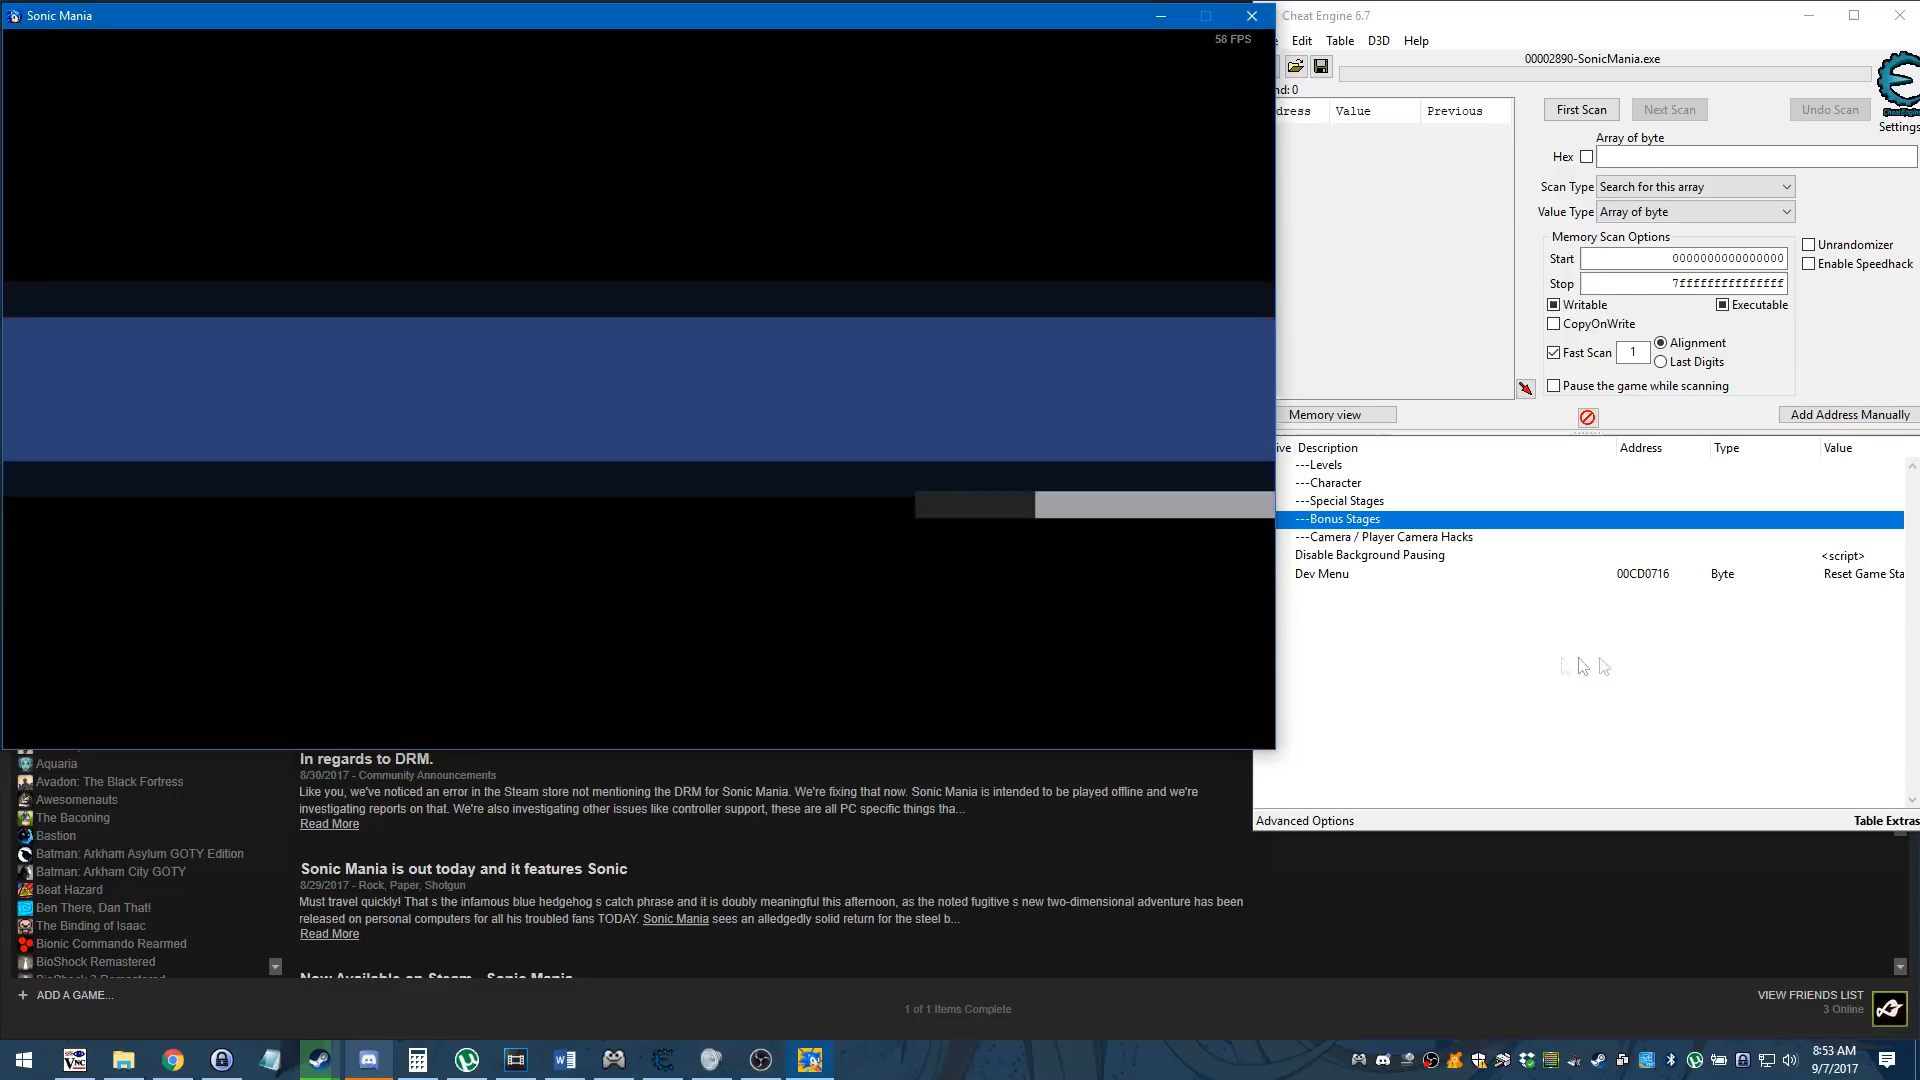 Sonic Mania
56 FPS
Cheat Engine 6.7
Edit Table D3D Help
00002890-SonicMania.exe
nd: 0
dress Value Previous
First Scan Next Scan Undo Scan
Settings
Array of byte
Hex
Scan Type Search for this array
Value Type Array of byte
Memory Scan Options
Start 0000000000000000
Stop 7fffffffffffffff
Writable Executable
CopyOnWrite
Fast Scan 1 Alignment
Last Digits
Pause the game while scanning
Unrandomizer
Enable Speedhack
Memory view Add Address Manually
ive Description Address Type Value
---Levels
---Character
---Special Stages
---Bonus Stages
---Camera / Player Camera Hacks
Disable Background Pausing <script>
Dev Menu 00CD0716 Byte Reset Game Sta
Advanced Options Table Extras
Aquaria
Avadon: The Black Fortress
Awesomenauts
The Baconing
Bastion
Batman: Arkham Asylum GOTY Edition
Batman: Arkham City GOTY
Beat Hazard
Ben There, Dan That!
The Binding of Isaac
Bionic Commando Rearmed
BioShock Remastered
BioShock 2 Remastered
In regards to DRM.
8/30/2017 - Community Announcements
Like you, we've noticed an error in the Steam store not mentioning the DRM for Sonic Mania. We're fixing that now. Sonic Mania is intended to be played offline and we're
investigating reports on that. We're also investigating other issues like controller support, these are all PC specific things tha...
Read More
Sonic Mania is out today and it features Sonic
8/29/2017 - Rock, Paper, Shotgun
Must travel quickly! That s the infamous blue hedgehog s catch phrase and it is doubly meaningful this afternoon, as the noted fugitive s new two-dimensional adventure has been
released on personal computers for all his troubled fans TODAY. Sonic Mania sees an alledgedly solid return for the steel b...
Read More
Now Available on Steam - Sonic Mania
+ ADD A GAME...
1 of 1 Items Complete
VIEW FRIENDS LIST
3 Online
8:53 AM
9/7/2017